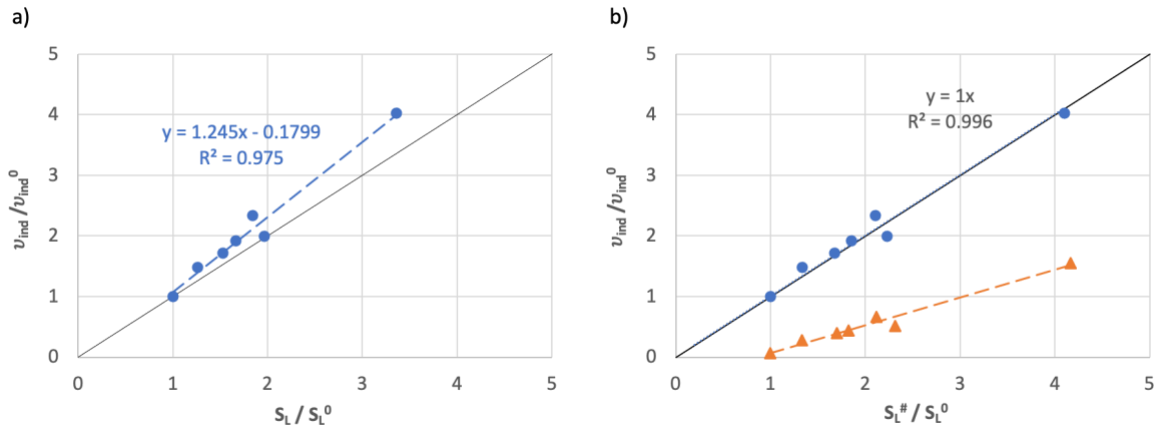 a)
5
4
3
2
1
0
υind /υind⁰
y = 1.245x - 0.1799
R² = 0.975
0 1 2 3 4 5
SL / SL⁰
b)
5
4
3
2
1
0
υind /υind⁰
y = 1x
R² = 0.996
0 1 2 3 4 5
SL# / SL⁰